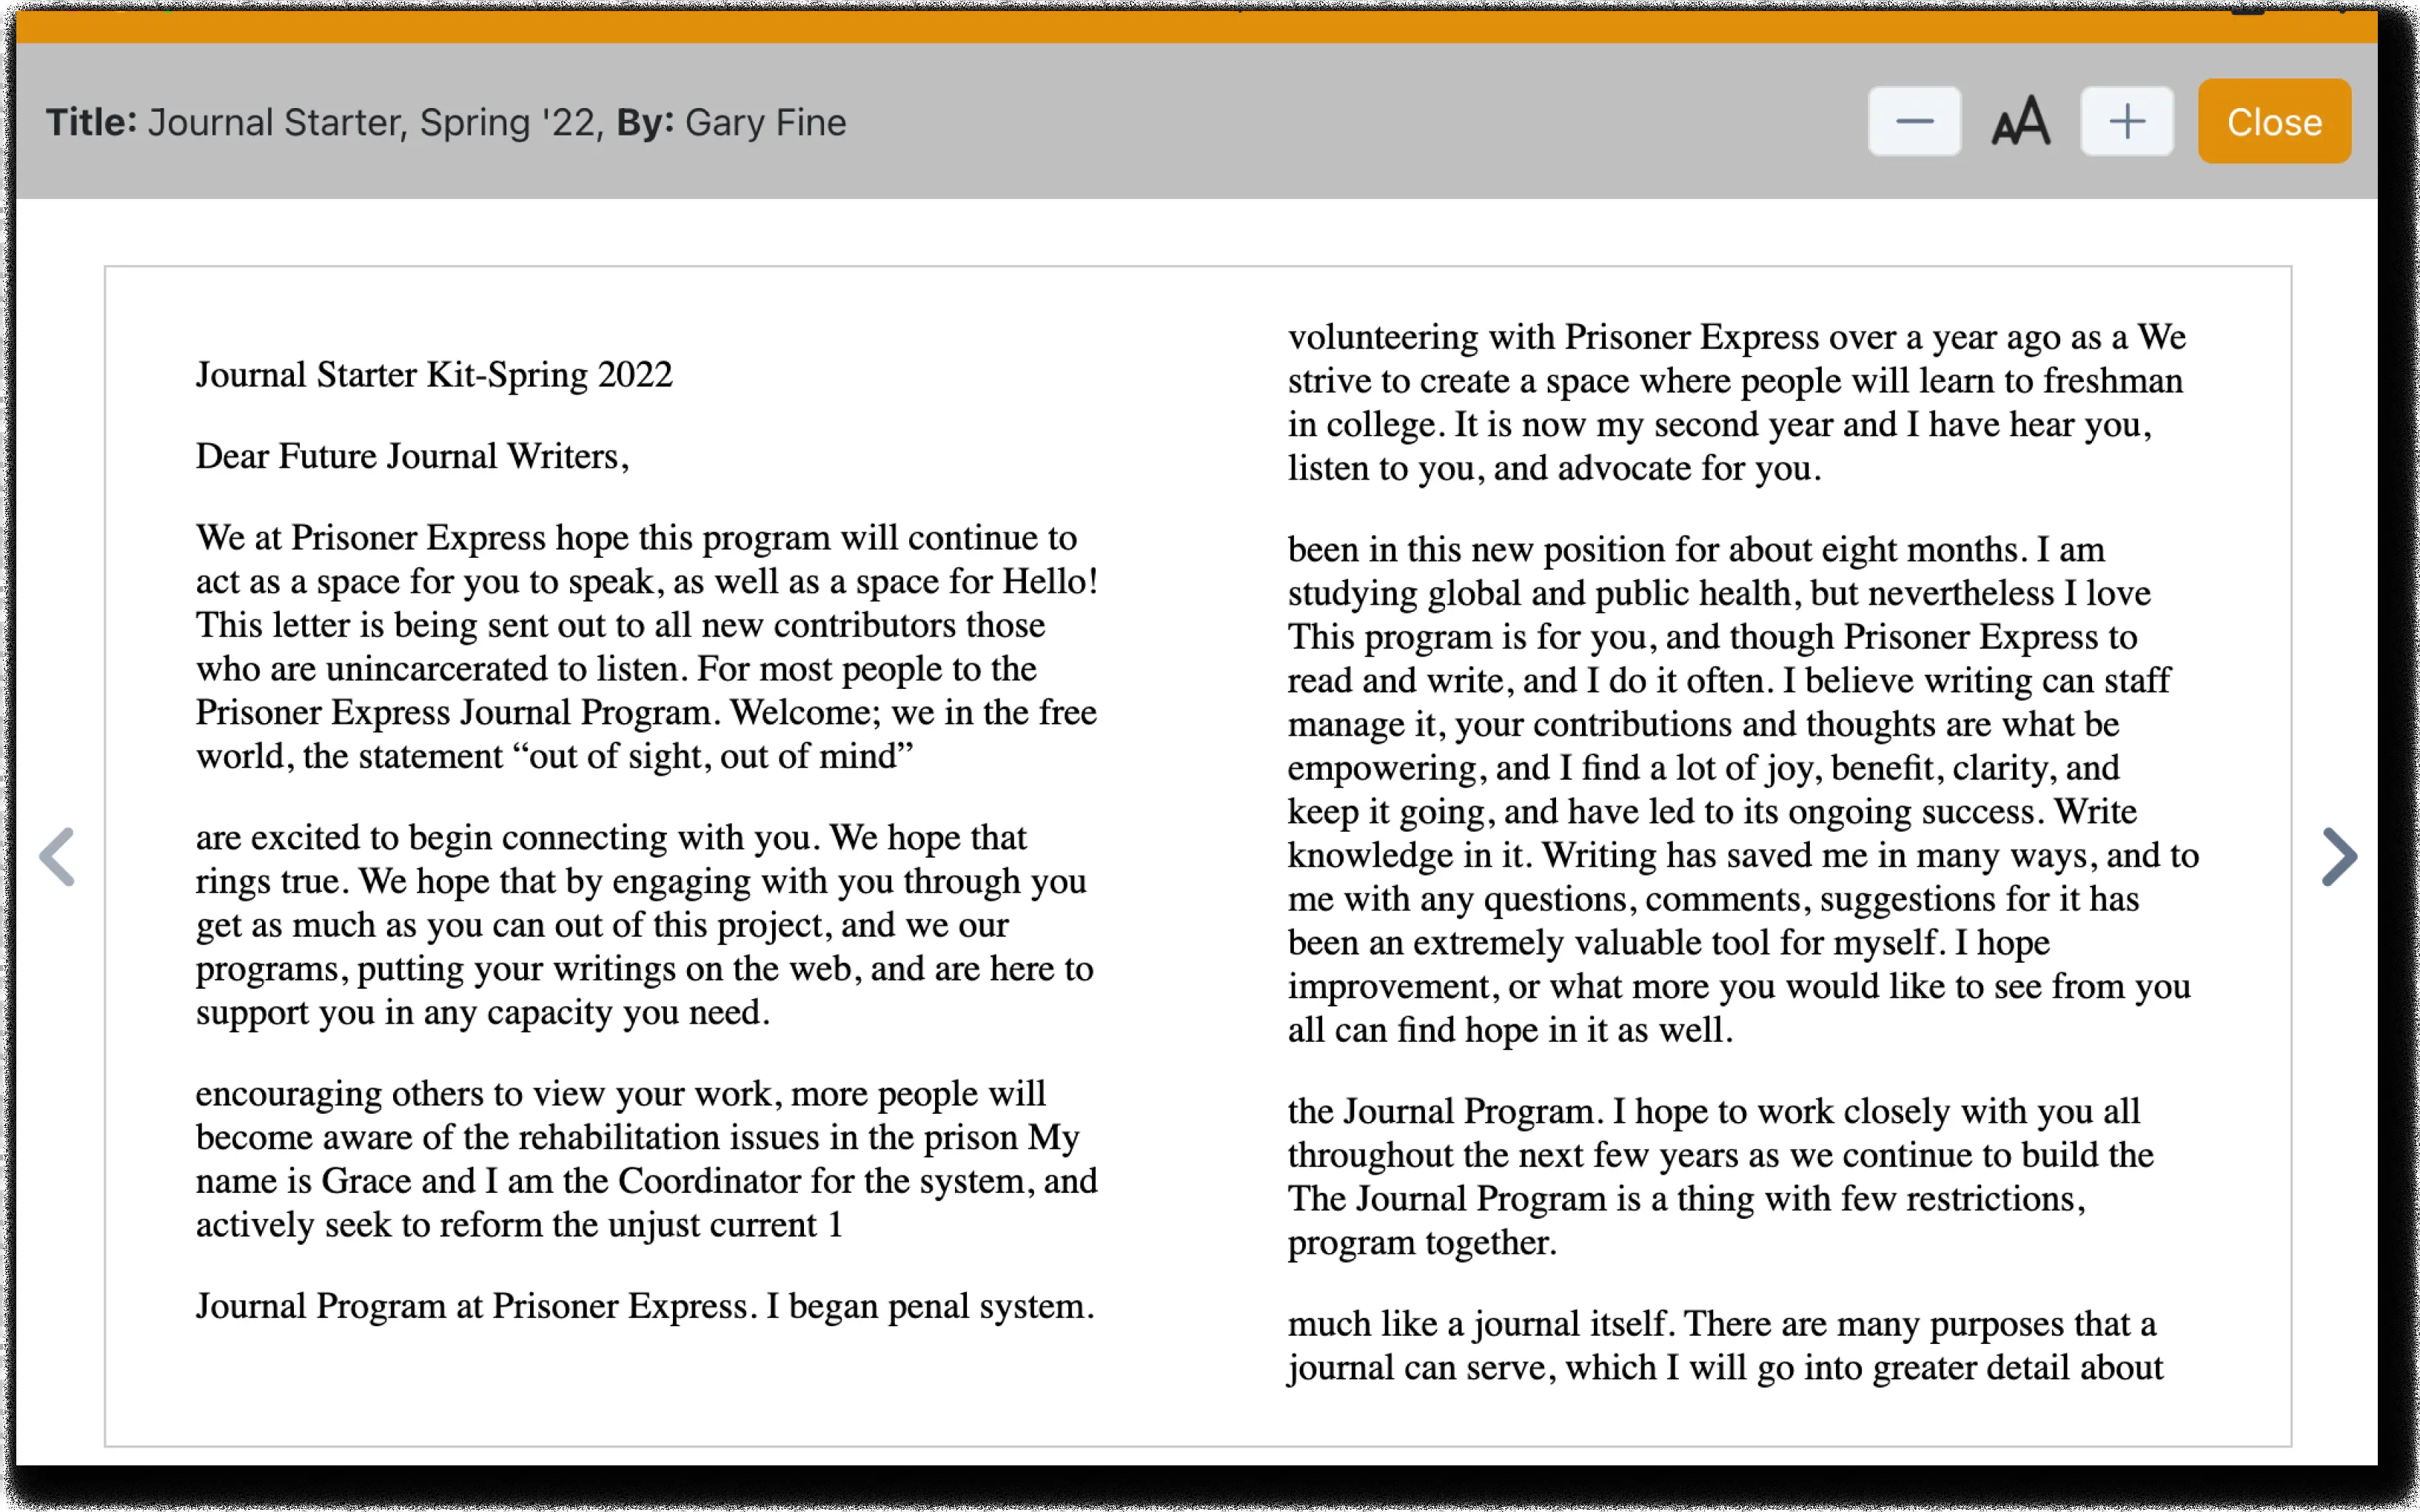 Title: Journal Starter, Spring '22, By: Gary Fine
AA
Close
Journal Starter Kit-Spring 2022
Dear Future Journal Writers,
We at Prisoner Express hope this program will continue to
act as a space for you to speak, as well as a space for Hello!
This letter is being sent out to all new contributors those
who are unincarcerated to listen. For most people to the
Prisoner Express Journal Program. Welcome; we in the free
world, the statement “out of sight, out of mind”
are excited to begin connecting with you. We hope that
rings true. We hope that by engaging with you through you
get as much as you can out of this project, and we our
programs, putting your writings on the web, and are here to
support you in any capacity you need.
encouraging others to view your work, more people will
become aware of the rehabilitation issues in the prison My
name is Grace and I am the Coordinator for the system, and
actively seek to reform the unjust current 1
Journal Program at Prisoner Express. I began penal system.
volunteering with Prisoner Express over a year ago as a We
strive to create a space where people will learn to freshman
in college. It is now my second year and I have hear you,
listen to you, and advocate for you.
been in this new position for about eight months. I am
studying global and public health, but nevertheless I love
This program is for you, and though Prisoner Express to
read and write, and I do it often. I believe writing can staff
manage it, your contributions and thoughts are what be
empowering, and I find a lot of joy, benefit, clarity, and
keep it going, and have led to its ongoing success. Write
knowledge in it. Writing has saved me in many ways, and to
me with any questions, comments, suggestions for it has
been an extremely valuable tool for myself. I hope
improvement, or what more you would like to see from you
all can find hope in it as well.
the Journal Program. I hope to work closely with you all
throughout the next few years as we continue to build the
The Journal Program is a thing with few restrictions,
program together.
much like a journal itself. There are many purposes that a
journal can serve, which I will go into greater detail about